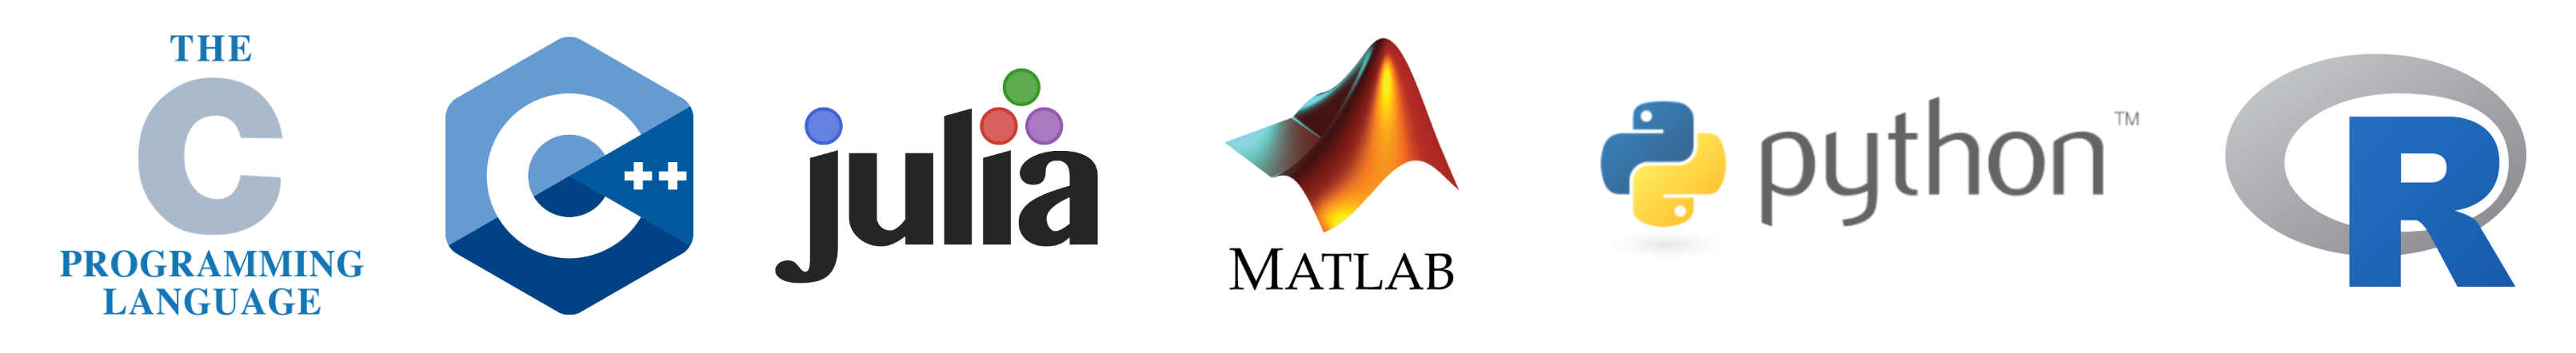 THE
C
PROGRAMMING
LANGUAGE
C++
julia
MATLAB
python™
R